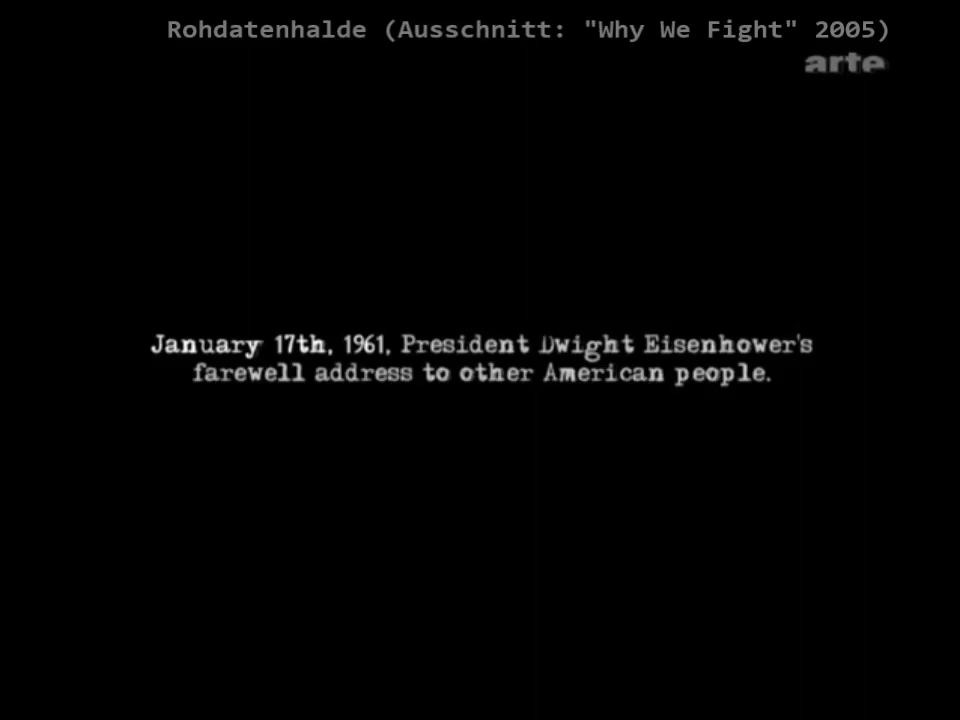 Rohdatenhalde (Ausschnitt: "Why We Fight" 2005)
arte
January 17th, 1961, President Dwight Eisenhower's
farewell address to other American people.